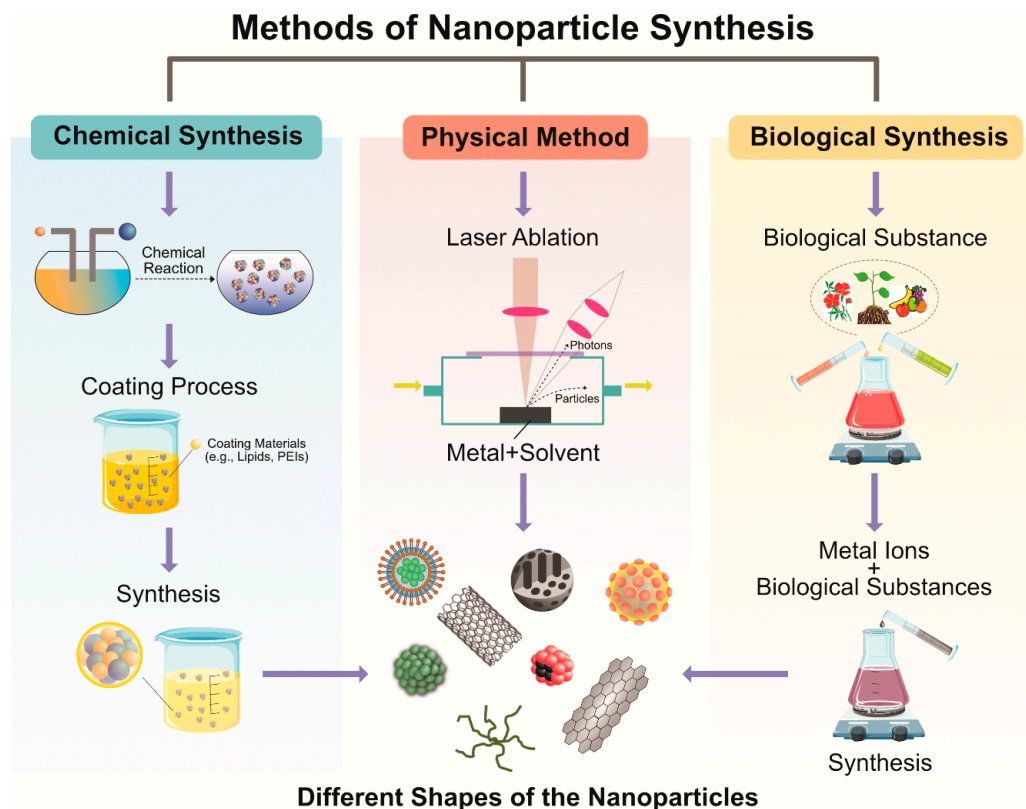 Methods of Nanoparticle Synthesis
Chemical Synthesis
Chemical
Reaction
Coating Process
Coating Materials
(e.g., Lipids, PEIs)
Synthesis
Physical Method
Laser Ablation
Photons
Particles
Metal+Solvent
Biological Synthesis
Biological Substance
Metal Ions
+
Biological Substances
Synthesis
Different Shapes of the Nanoparticles